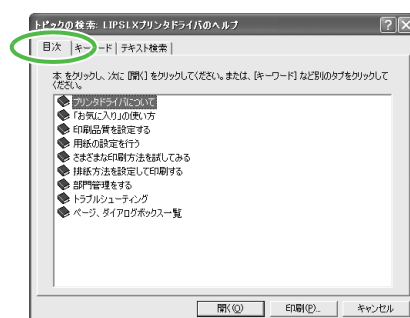 トピックの検索: LIPSLXプリンタドライバのヘルプ
目次 キーワード テキスト検索
本 をクリックし、次に [開く] をクリックしてください。または、[キーワード] など別のタブをクリックして
ください。
プリンタドライバについて
「お気に入り」の使い方
印刷品質を設定する
用紙の設定を行う
さまざまな印刷方法を試してみる
排紙方法を設定して印刷する
部門管理をする
トラブルシューティング
ページ、ダイアログボックス一覧
開く(O) 印刷(P)... キャンセル